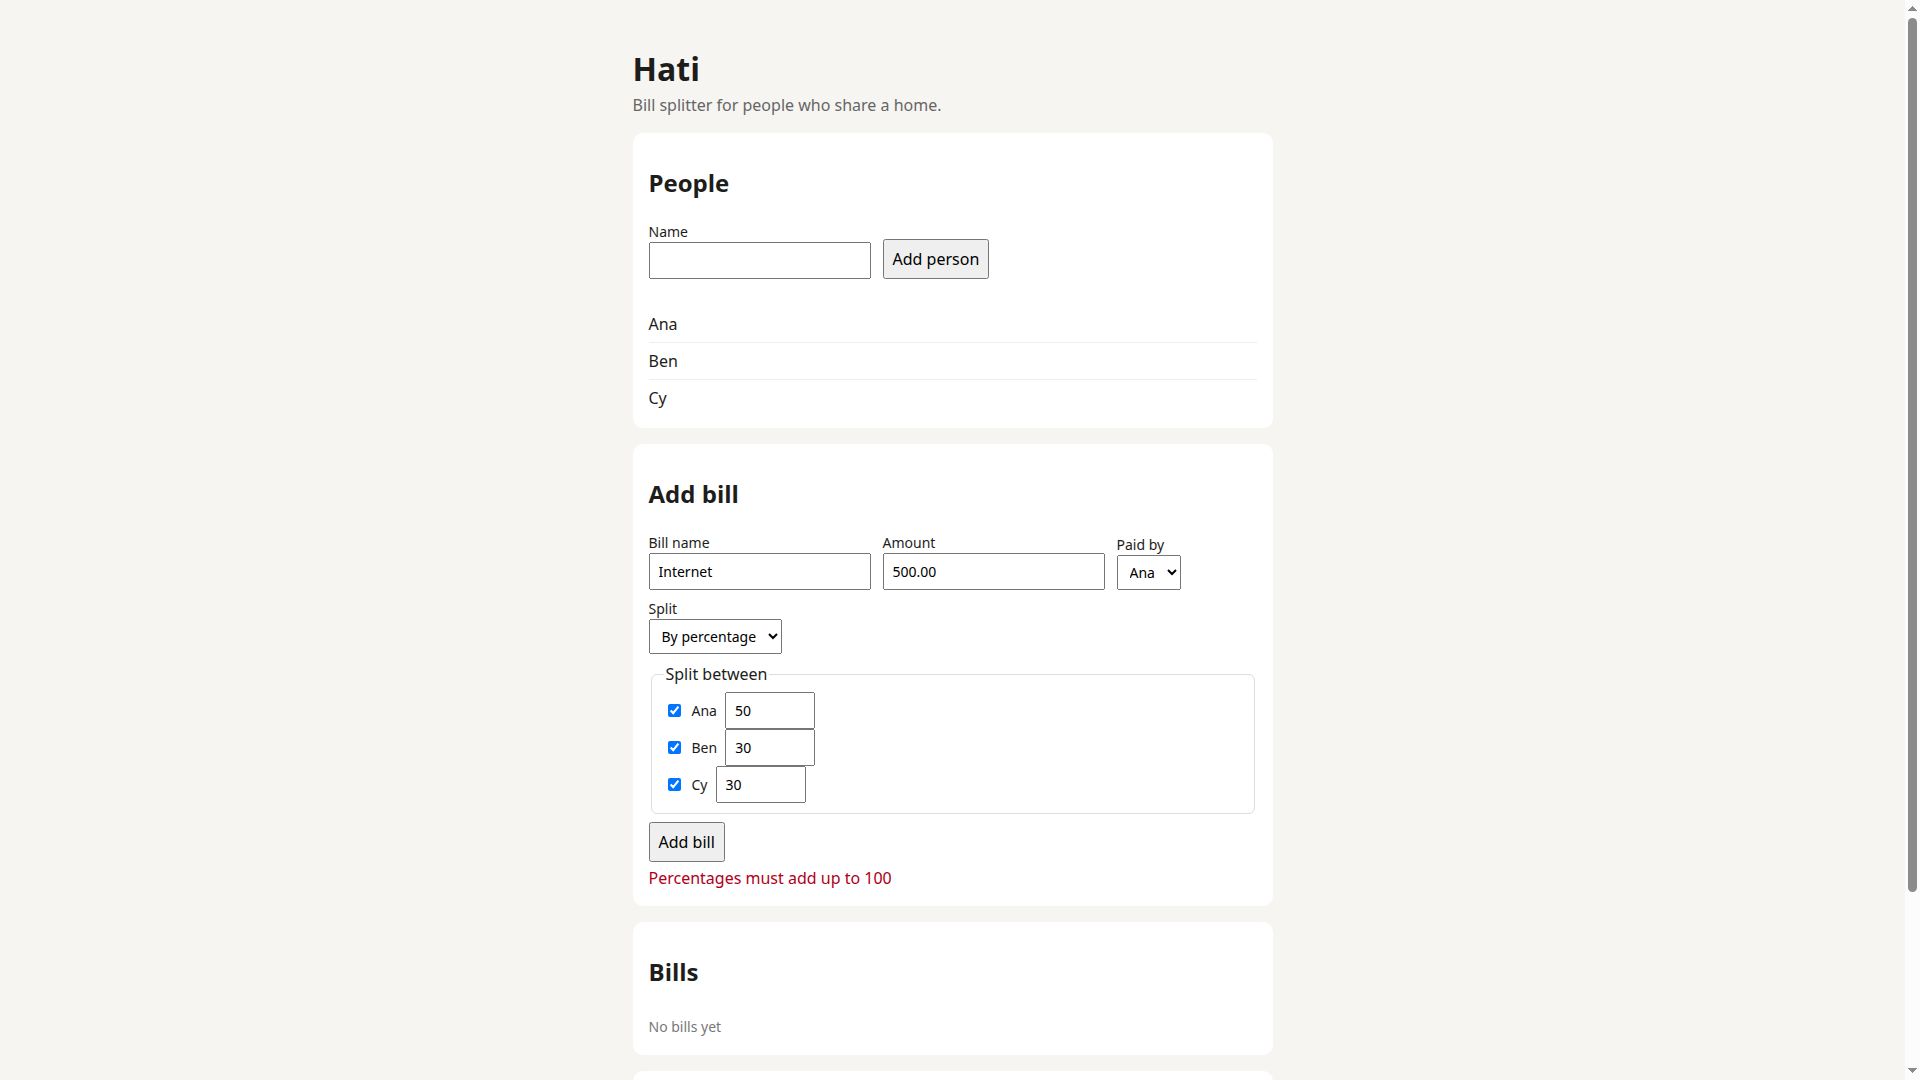 Hati
Bill splitter for people who share a home.
People
Name
Add person
Ana
Ben
Cy
Add bill
Bill name Amount Paid by
Internet 500.00 Ana
Split
By percentage
Split between
Ana 50
Ben 30
Cy 30
Add bill
Percentages must add up to 100
Bills
No bills yet